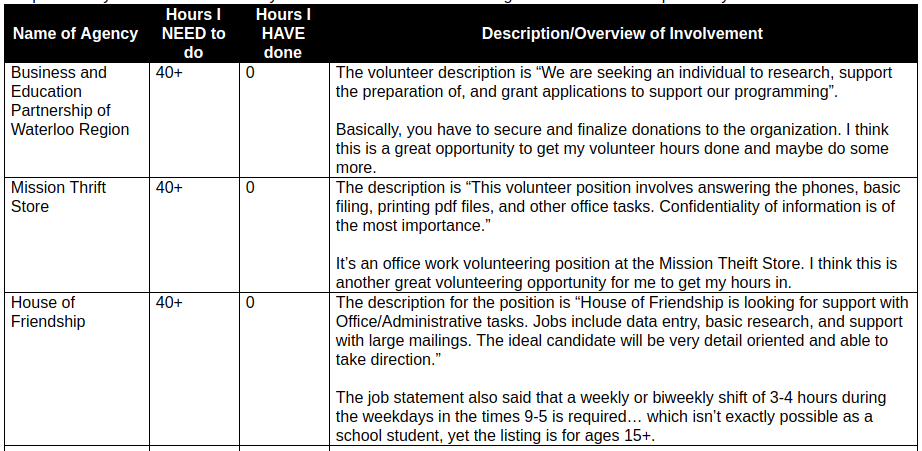 Name of Agency
Hours I
NEED to
do
Hours I
HAVE
done
Description/Overview of Involvement
Business and
Education
Partnership of
Waterloo Region
40+
0
The volunteer description is “We are seeking an individual to research, support
the preparation of, and grant applications to support our programming”.
Basically, you have to secure and finalize donations to the organization. I think
this is a great opportunity to get my volunteer hours done and maybe do some
more.
Mission Thrift
Store
40+
0
The description is “This volunteer position involves answering the phones, basic
filing, printing pdf files, and other office tasks. Confidentiality of information is of
the most importance.”
It’s an office work volunteering position at the Mission Theift Store. I think this is
another great volunteering opportunity for me to get my hours in.
House of
Friendship
40+
0
The description for the position is “House of Friendship is looking for support with
Office/Administrative tasks. Jobs include data entry, basic research, and support
with large mailings. The ideal candidate will be very detail oriented and able to
take direction.”
The job statement also said that a weekly or biweekly shift of 3-4 hours during
the weekdays in the times 9-5 is required… which isn’t exactly possible as a
school student, yet the listing is for ages 15+.